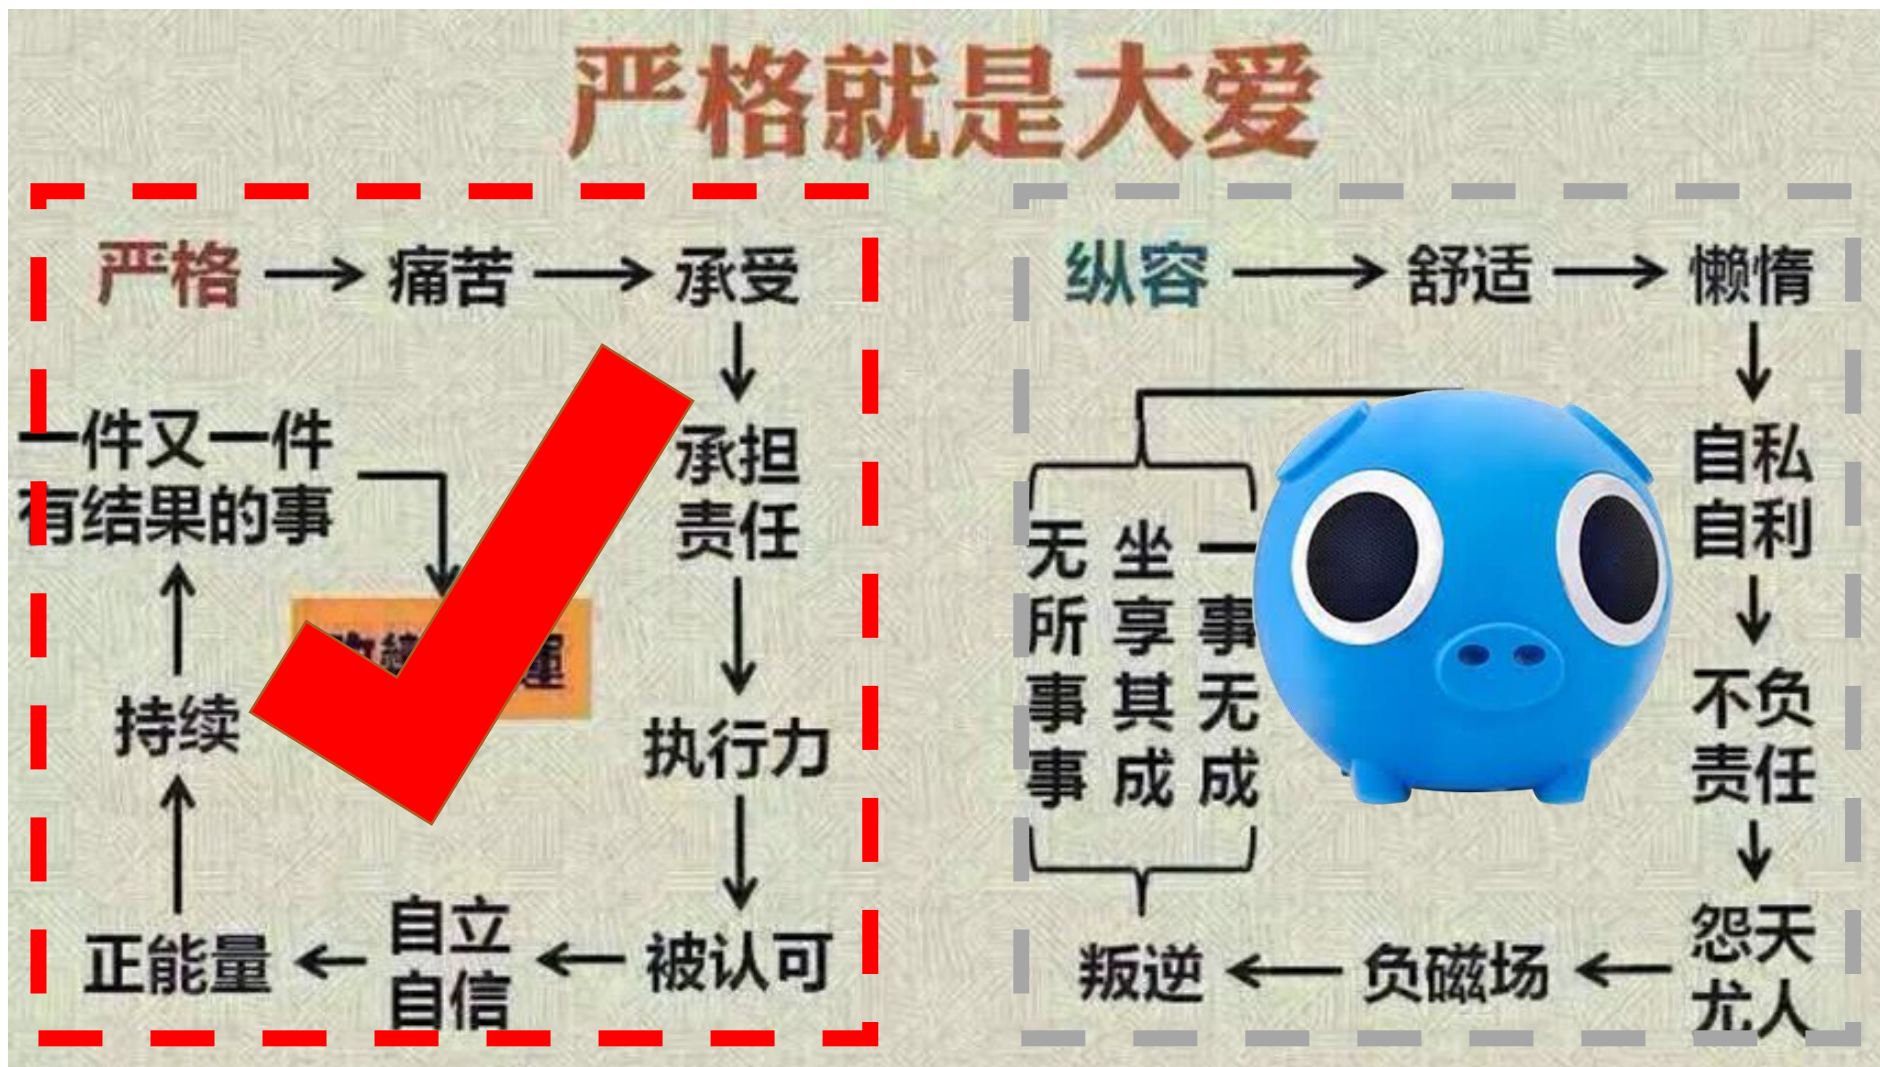 严格就是大爱
严格
痛苦
承受
承担
责任
执行力
被认可
自立
自信
正能量
持续
一件又一件
有结果的事
纵容
舒适
懒惰
自私
自利
不负
责任
怨天
尤人
负磁场
叛逆
无所事事
坐享其成
一事无成